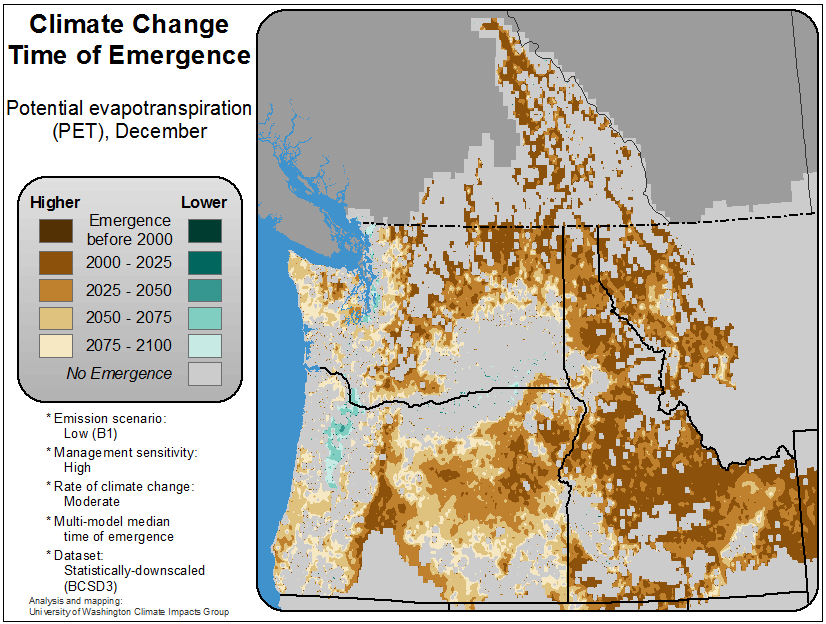 Climate Change
Time of Emergence
Potential evapotranspiration
(PET), December
Higher Lower
Emergence
before 2000
2000 - 2025
2025 - 2050
2050 - 2075
2075 - 2100
No Emergence
* Emission scenario:
Low (B1)
* Management sensitivity:
High
* Rate of climate change:
Moderate
* Multi-model median
time of emergence
* Dataset:
Statistically-downscaled
(BCSD3)
Analysis and mapping:
University of Washington Climate Impacts Group